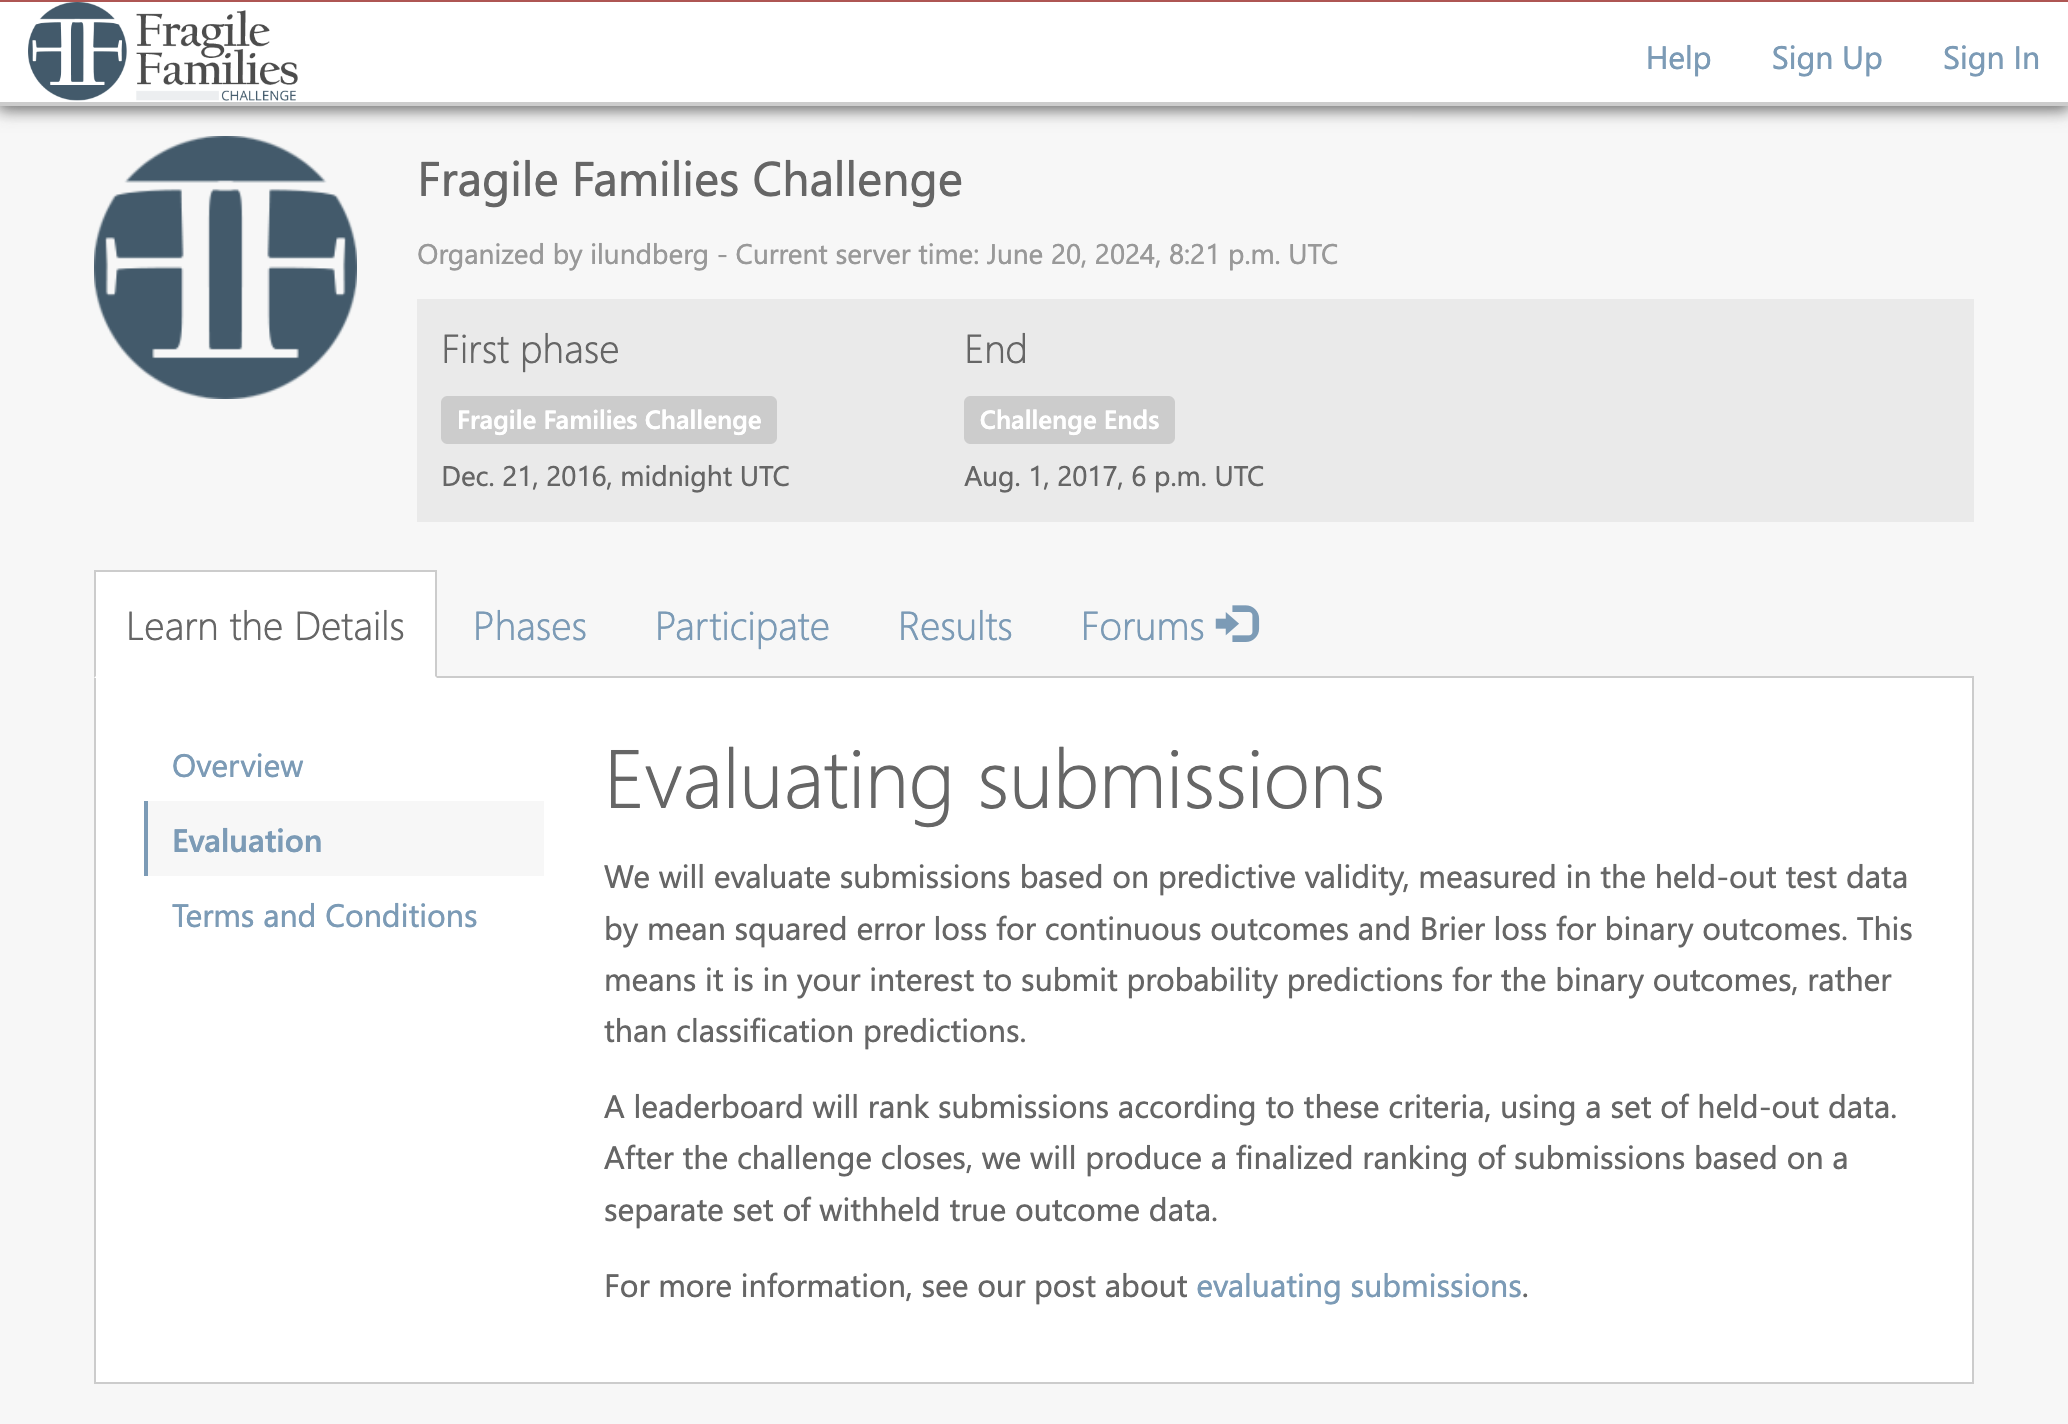 Fragile
Families
CHALLENGE
Help Sign Up Sign In
Fragile Families Challenge
Organized by ilundberg - Current server time: June 20, 2024, 8:21 p.m. UTC
First phase End
Fragile Families Challenge Challenge Ends
Dec. 21, 2016, midnight UTC Aug. 1, 2017, 6 p.m. UTC
Learn the Details Phases Participate Results Forums
Overview
Evaluation
Terms and Conditions
Evaluating submissions
We will evaluate submissions based on predictive validity, measured in the held-out test data
by mean squared error loss for continuous outcomes and Brier loss for binary outcomes. This
means it is in your interest to submit probability predictions for the binary outcomes, rather
than classification predictions.
A leaderboard will rank submissions according to these criteria, using a set of held-out data.
After the challenge closes, we will produce a finalized ranking of submissions based on a
separate set of withheld true outcome data.
For more information, see our post about evaluating submissions.